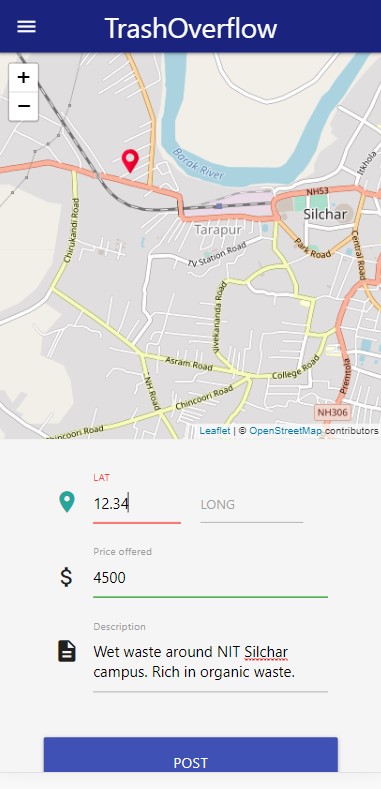 TrashOverflow
+
−
Barak River
Itkhola
NH53
Silchar
Tarapur
Chirukandi Road
TV Station Road
Park Road
Central Road
Vivekananda Road
Asram Road
College Road
NH Road
Chincoori Road
Premtola
NH306
Chincoori Road
Leaflet | © OpenStreetMap contributors
LAT
12.34
LONG
Price offered
$ 4500
Description
Wet waste around NIT Silchar
campus. Rich in organic waste.
POST